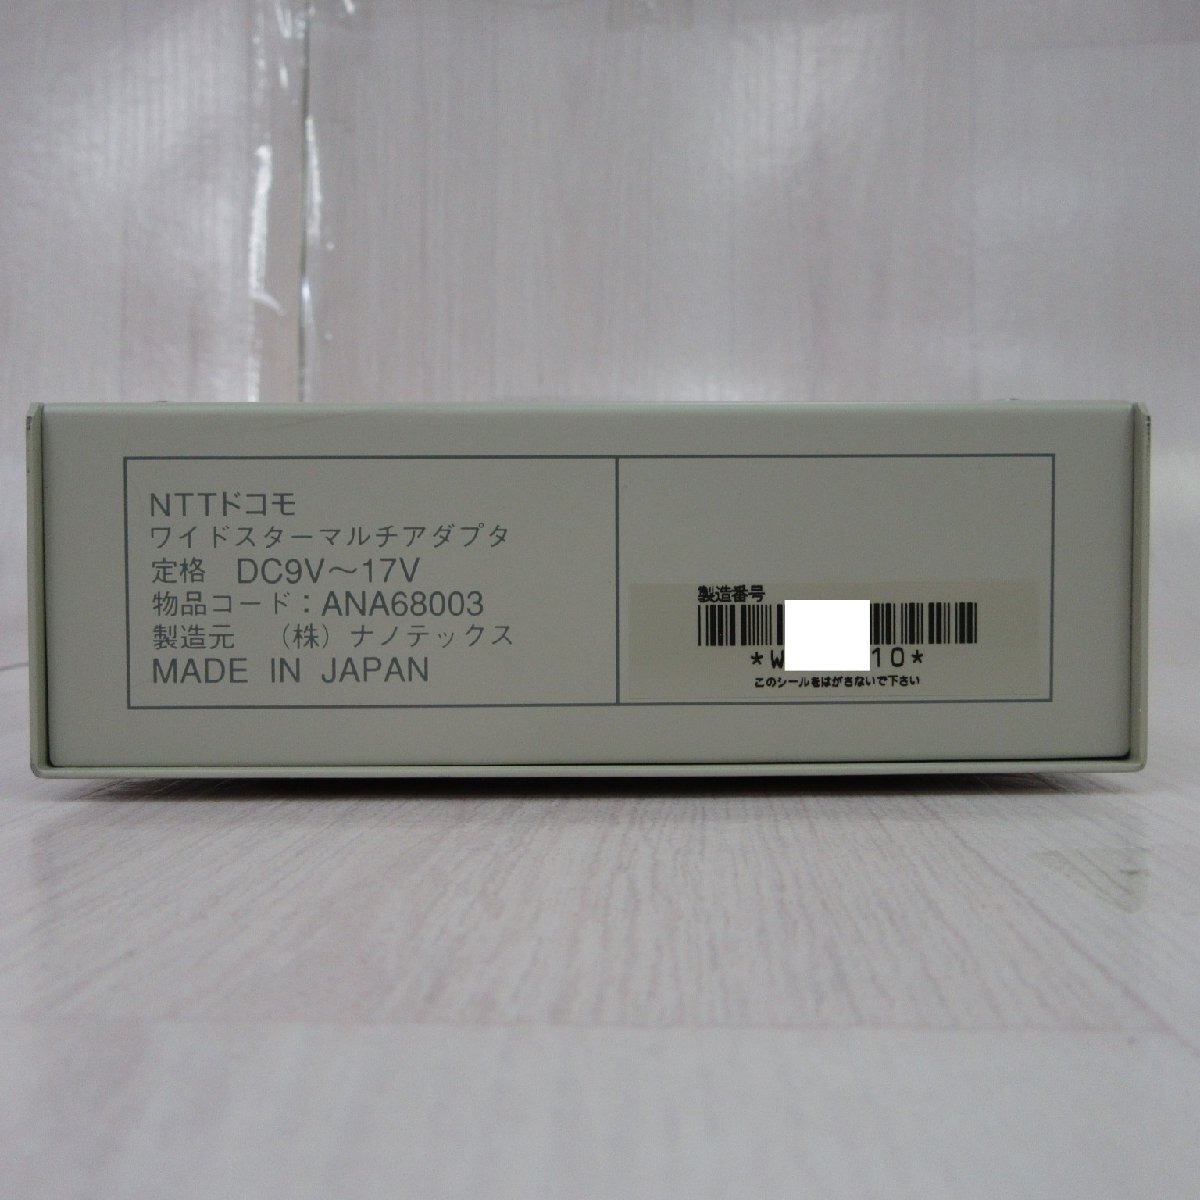 NTTドコモ
ワイドスターマルチアダプタ
定格　DC9V～17V
物品コード：ANA68003
製造元　（株）ナノテックス
MADE IN JAPAN
製造番号
*W 10*
このシールをはがさないで下さい